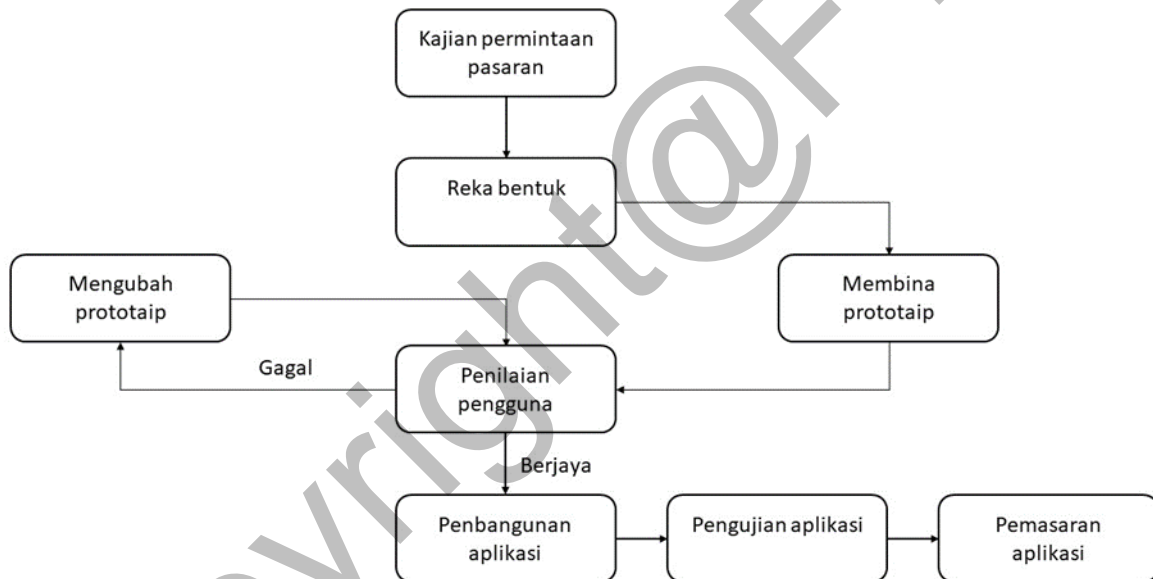 Kajian permintaan
pasaran
Reka bentuk
Mengubah
prototaip
Membina
prototaip
Gagal
Penilaian
pengguna
Berjaya
Penbangunan
aplikasi
Pengujian aplikasi
Pemasaran
aplikasi